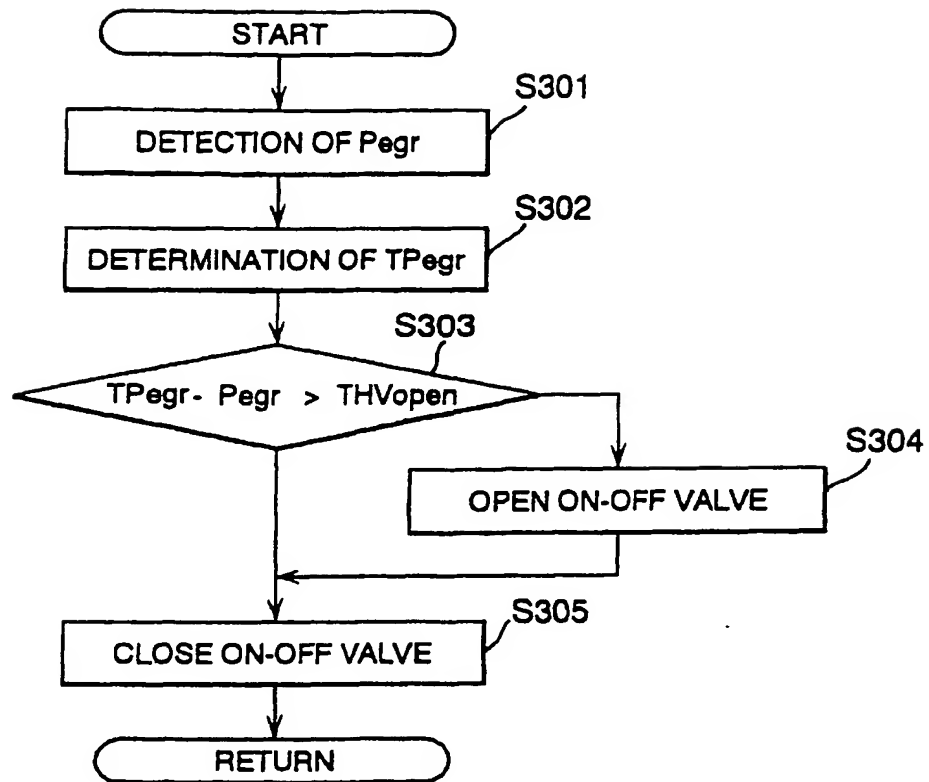 START
S301
DETECTION OF Pegr
S302
DETERMINATION OF TPegr
S303
TPegr- Pegr > THVopen
S304
OPEN ON-OFF VALVE
S305
CLOSE ON-OFF VALVE
RETURN